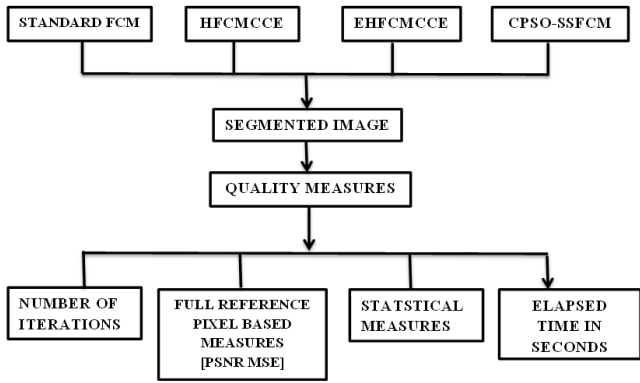 STANDARD FCM
HFCMCCE
EHFCMCCE
CPSO-SSFCM
SEGMENTED IMAGE
QUALITY MEASURES
NUMBER OF
ITERATIONS
FULL REFERENCE
PIXEL BASED
MEASURES
[PSNR MSE]
STATSTICAL
MEASURES
ELAPSED
TIME IN
SECONDS